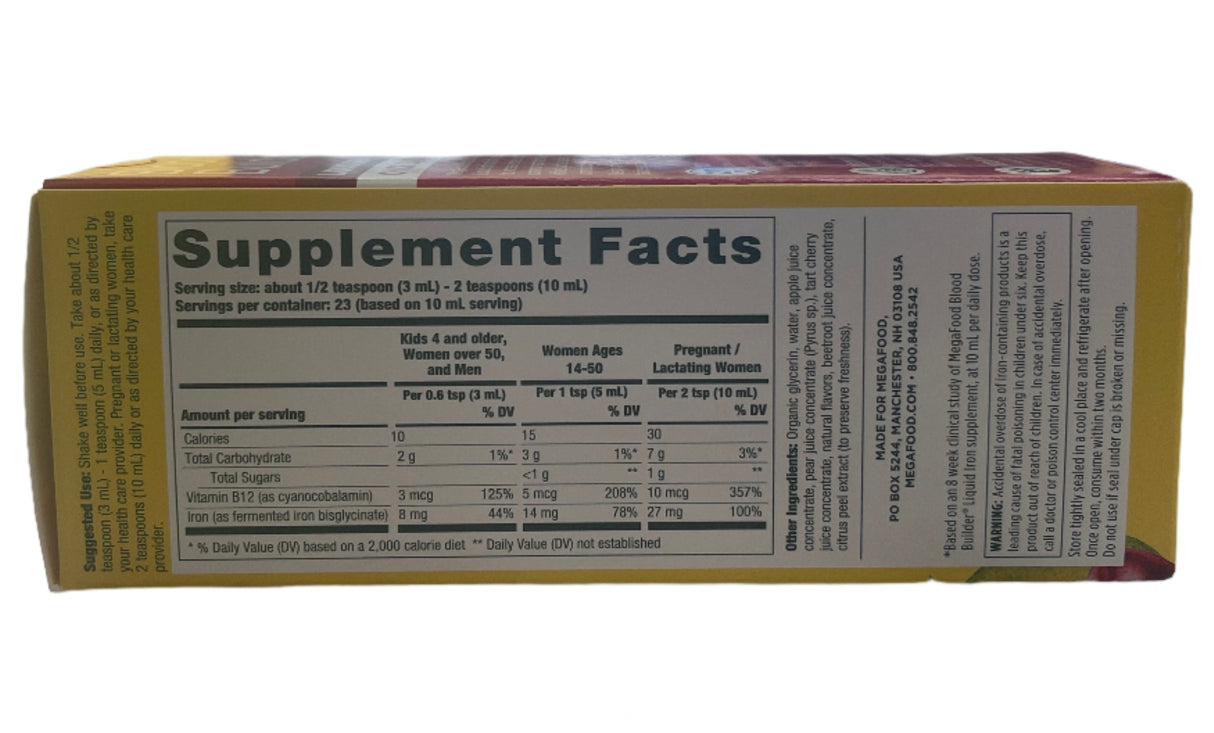 Suggested Use: Shake well before use. Take about 1/2
teaspoon (3 mL) - 1 teaspoon (5 mL) daily, or as directed by
your health care provider. Pregnant or lactating women, take
2 teaspoons (10 mL) daily or as directed by your health care
provider.
Supplement Facts
Serving size: about 1/2 teaspoon (3 mL) - 2 teaspoons (10 mL)
Servings per container: 23 (based on 10 mL serving)
Kids 4 and older,
Women over 50,
and Men
Women Ages
14-50
Pregnant /
Lactating Women
Per 0.6 tsp (3 mL) Per 1 tsp (5 mL) Per 2 tsp (10 mL)
Amount per serving % DV % DV % DV
Calories 10 15 30
Total Carbohydrate 2 g 1%* 3 g 1%* 7 g 3%*
Total Sugars <1 g ** 1 g **
Vitamin B12 (as cyanocobalamin) 3 mcg 125% 5 mcg 208% 10 mcg 357%
Iron (as fermented iron bisglycinate) 8 mg 44% 14 mg 78% 27 mg 100%
* % Daily Value (DV) based on a 2,000 calorie diet ** Daily Value (DV) not established
Other Ingredients: Organic glycerin, water, apple juice
concentrate, pear juice concentrate (Pyrus sp.), tart cherry
juice concentrate, natural flavors, beetroot juice concentrate,
citrus peel extract (to preserve freshness).
MADE FOR MEGAFOOD,
PO BOX 5244, MANCHESTER, NH 03108 USA
MEGAFOOD.COM • 800.848.2542
*Based on an 8 week clinical study of MegaFood Blood
Builder® Liquid Iron supplement, at 10 mL per daily dose.
WARNING: Accidental overdose of iron-containing products is a
leading cause of fatal poisoning in children under six. Keep this
product out of reach of children. In case of accidental overdose,
call a doctor or poison control center immediately.
Store tightly sealed in a cool place and refrigerate after opening.
Once open, consume within two months.
Do not use if seal under cap is broken or missing.